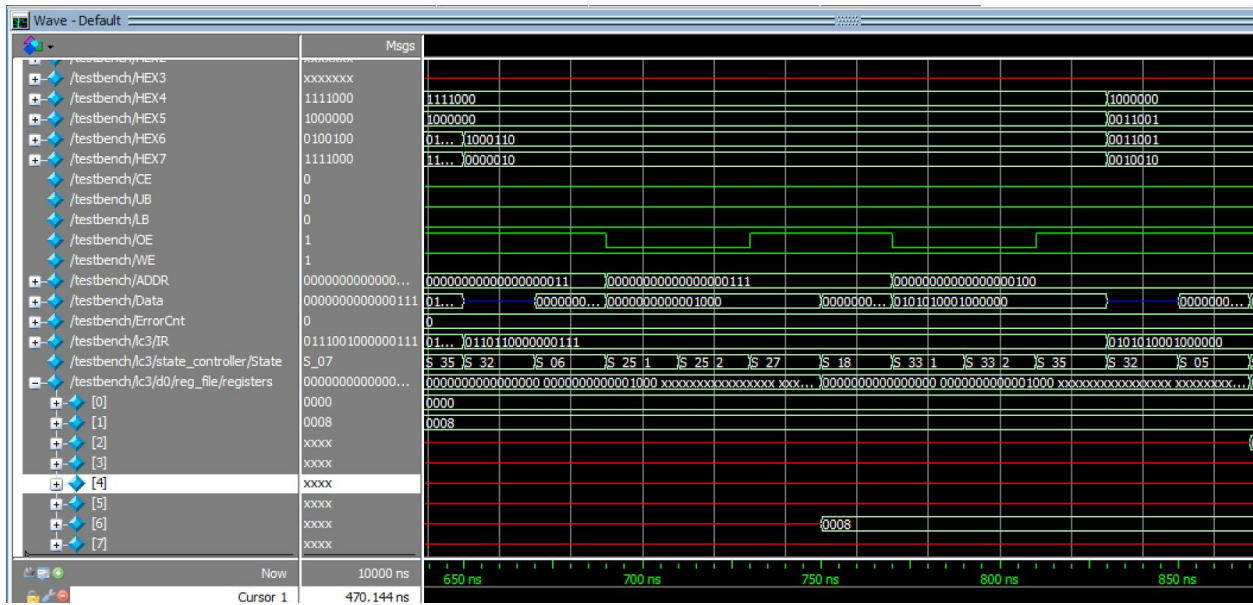 Wave - Default
Msgs
/testbench/HEX2 xxxxxxx
/testbench/HEX3 xxxxxxx
/testbench/HEX4 1111000 1111000 1000000
/testbench/HEX5 1000000 1000000 0011001
/testbench/HEX6 0100100 01... 1000110 0011001
/testbench/HEX7 1111000 11... 0000010 0010010
/testbench/CE 0
/testbench/UB 0
/testbench/LB 0
/testbench/OE 1
/testbench/WE 1
/testbench/ADDR 0000000000000... 00000000000000000011 00000000000000000111 00000000000000000100
/testbench/Data 0000000000000111 01... 0000000... 0000000000001000 0000000... 0101010001000000 0000000...
/testbench/ErrorCnt 0 0
/testbench/lc3/IR 0111001000000111 01... 0110110000000111 0101010001000000
/testbench/lc3/state_controller/State S_07 S_35 S_32 S_06 S_25_1 S_25_2 S_27 S_18 S_33_1 S_33_2 S_35 S_32 S_05
/testbench/lc3/d0/reg_file/registers 0000000000000... 0000000000000000 0000000000001000 xxxxxxxxxxxxxxxx xxx... 0000000000000000 0000000000001000 xxxxxxxxxxxxxxxx xxxxxxxxx...
[0] 0000 0000
[1] 0008 0008
[2] xxxx
[3] xxxx
[4] xxxx
[5] xxxx
[6] xxxx 0008
[7] xxxx
Now 10000 ns 650 ns 700 ns 750 ns 800 ns 850 ns
Cursor 1 470.144 ns